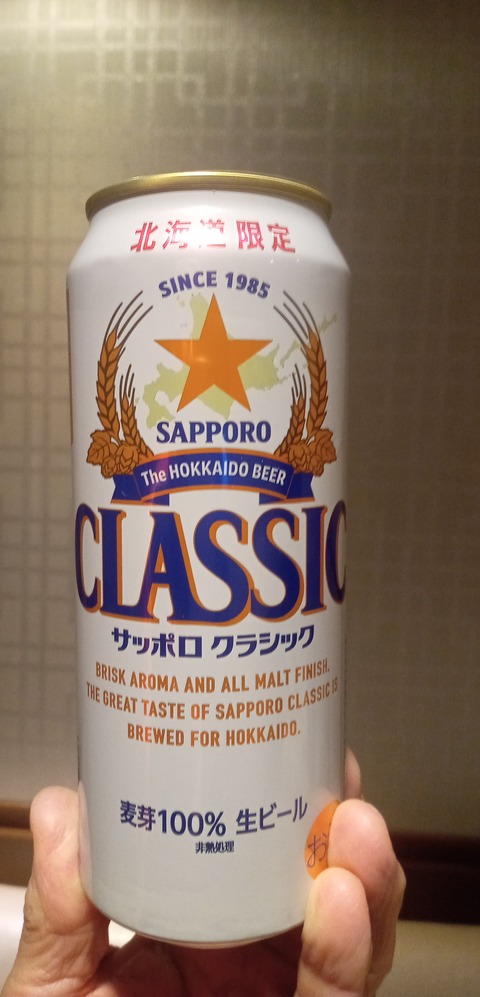 北海道限定
SINCE 1985
SAPPORO
The HOKKAIDO BEER
CLASSIC
サッポロ クラシック
BRISK AROMA AND ALL MALT FINISH.
THE GREAT TASTE OF SAPPORO CLASSIC IS
BREWED FOR HOKKAIDO.
麦芽100% 生ビール
非熱処理